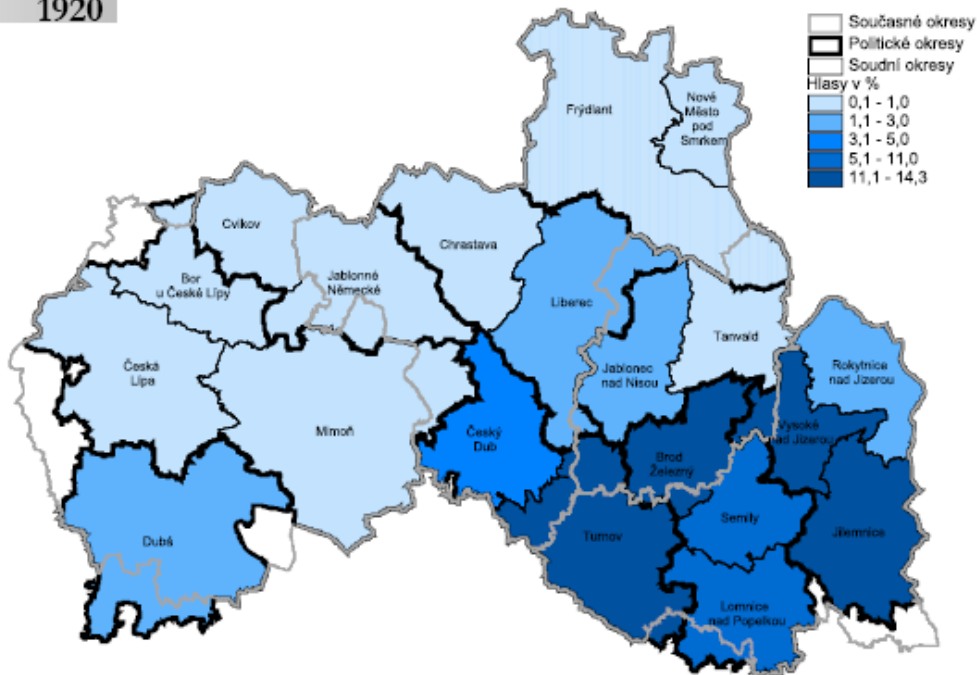 1920
Současné okresy
Politické okresy
Soudní okresy
Hlasy v %
0,1 - 1,0
1,1 - 3,0
3,1 - 5,0
5,1 - 11,0
11,1 - 14,3
Frýdlant
Nové
Město
pod
Smrkem
Cvikov
Chrastava
Bor
u České Lípy
Jablonné
Německé
Liberec
Tanvald
Česká
Lípa
Jablonec
nad Nisou
Rokytnice
nad Jizerou
Mimoň
Český
Dub
Brod
Železný
Vysoké
nad Jizerou
Dubá
Turnov
Semily
Jilemnice
Lomnice
nad Popelkou